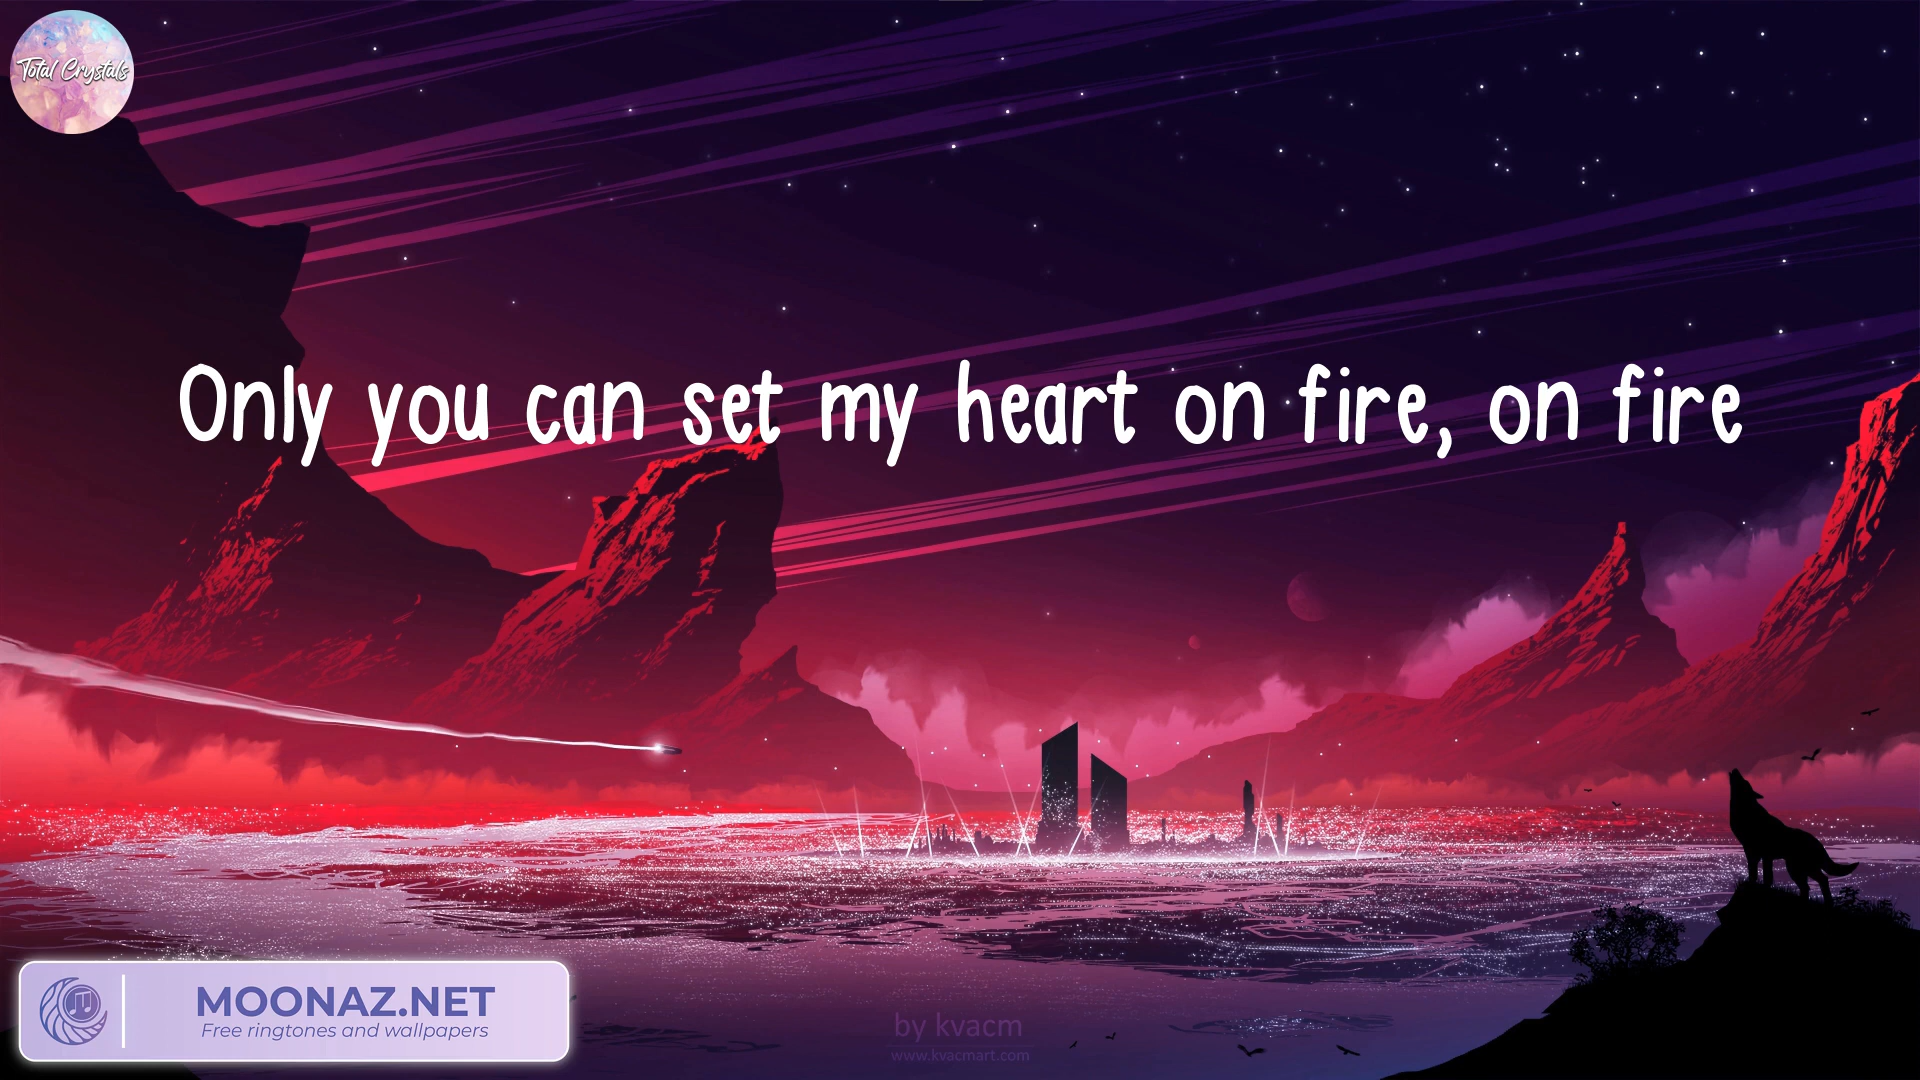 Total Crystals
Only you can set my heart on fire, on fire
MOONAZ.NET
Free ringtones and wallpapers
by kvacm
www.kvacmart.com